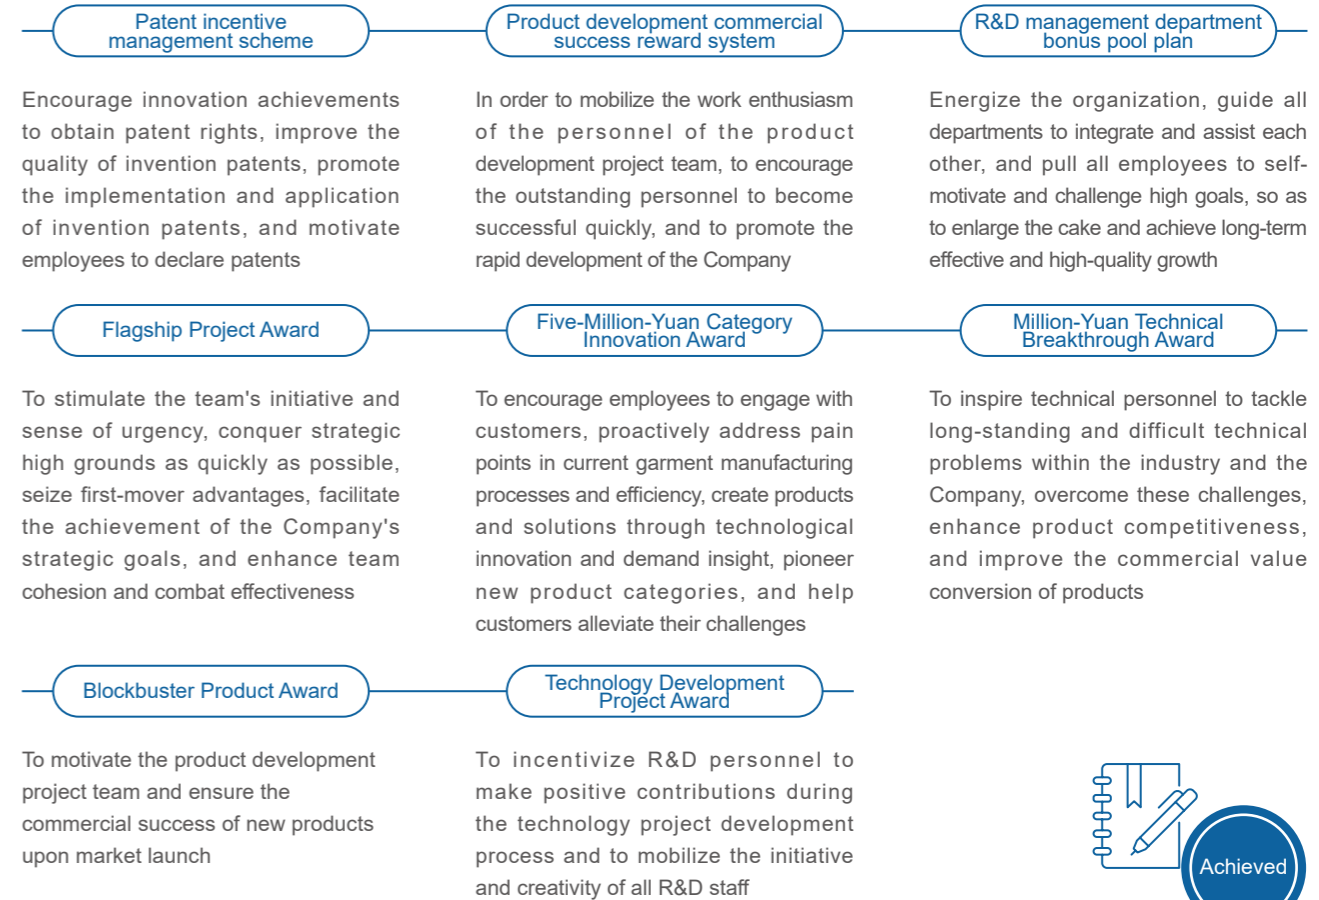 Patent incentive
management scheme
Encourage innovation achievements
to obtain patent rights, improve the
quality of invention patents, promote
the implementation and application
of invention patents, and motivate
employees to declare patents
Product development commercial
success reward system
In order to mobilize the work enthusiasm
of the personnel of the product
development project team, to encourage
the outstanding personnel to become
successful quickly, and to promote the
rapid development of the Company
R&D management department
bonus pool plan
Energize the organization, guide all
departments to integrate and assist each
other, and pull all employees to self-
motivate and challenge high goals, so as
to enlarge the cake and achieve long-term
effective and high-quality growth
Flagship Project Award
To stimulate the team's initiative and
sense of urgency, conquer strategic
high grounds as quickly as possible,
seize first-mover advantages, facilitate
the achievement of the Company's
strategic goals, and enhance team
cohesion and combat effectiveness
Five-Million-Yuan Category
Innovation Award
To encourage employees to engage with
customers, proactively address pain
points in current garment manufacturing
processes and efficiency, create products
and solutions through technological
innovation and demand insight, pioneer
new product categories, and help
customers alleviate their challenges
Million-Yuan Technical
Breakthrough Award
To inspire technical personnel to tackle
long-standing and difficult technical
problems within the industry and the
Company, overcome these challenges,
enhance product competitiveness,
and improve the commercial value
conversion of products
Blockbuster Product Award
To motivate the product development
project team and ensure the
commercial success of new products
upon market launch
Technology Development
Project Award
To incentivize R&D personnel to
make positive contributions during
the technology project development
process and to mobilize the initiative
and creativity of all R&D staff
Achieved